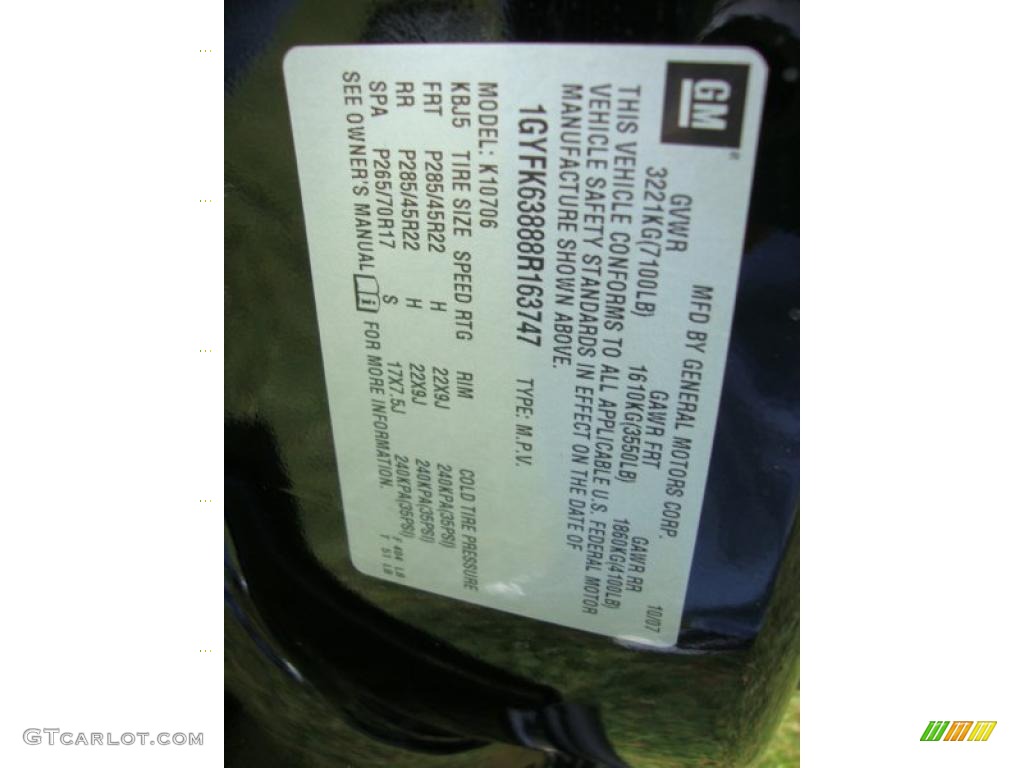 GM
MFD BY GENERAL MOTORS CORP. 10/07
GVWR GAWR FRT GAWR RR
3221KG(7100LB) 1610KG(3550LB) 1860KG(4100LB)
THIS VEHICLE CONFORMS TO ALL APPLICABLE U.S. FEDERAL MOTOR
VEHICLE SAFETY STANDARDS IN EFFECT ON THE DATE OF
MANUFACTURE SHOWN ABOVE.
1GYFK63888R163747 TYPE: M.P.V.
MODEL: K10706
KBJ5 TIRE SIZE SPEED RTG RIM COLD TIRE PRESSURE
FRT P285/45R22 H 22X9J 240KPA(35PSI)
RR P285/45R22 H 22X9J 240KPA(35PSI)
SPA P265/70R17 S 17X7.5J 240KPA(35PSI) F 494 LB
SEE OWNER'S MANUAL FOR MORE INFORMATION. T 51 LB
GTCarlot.com